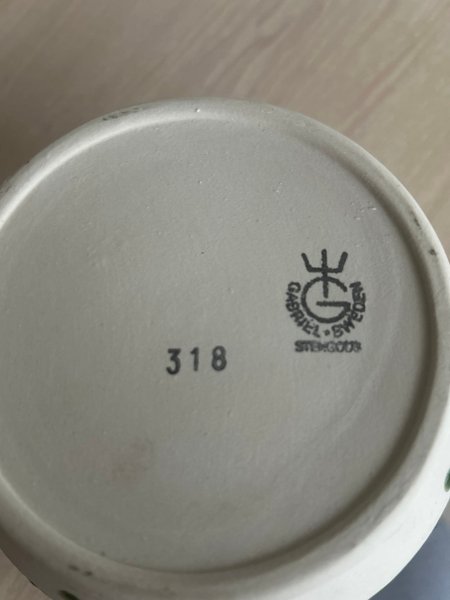 G
GABRIEL • SWEDEN
STENGODS
318